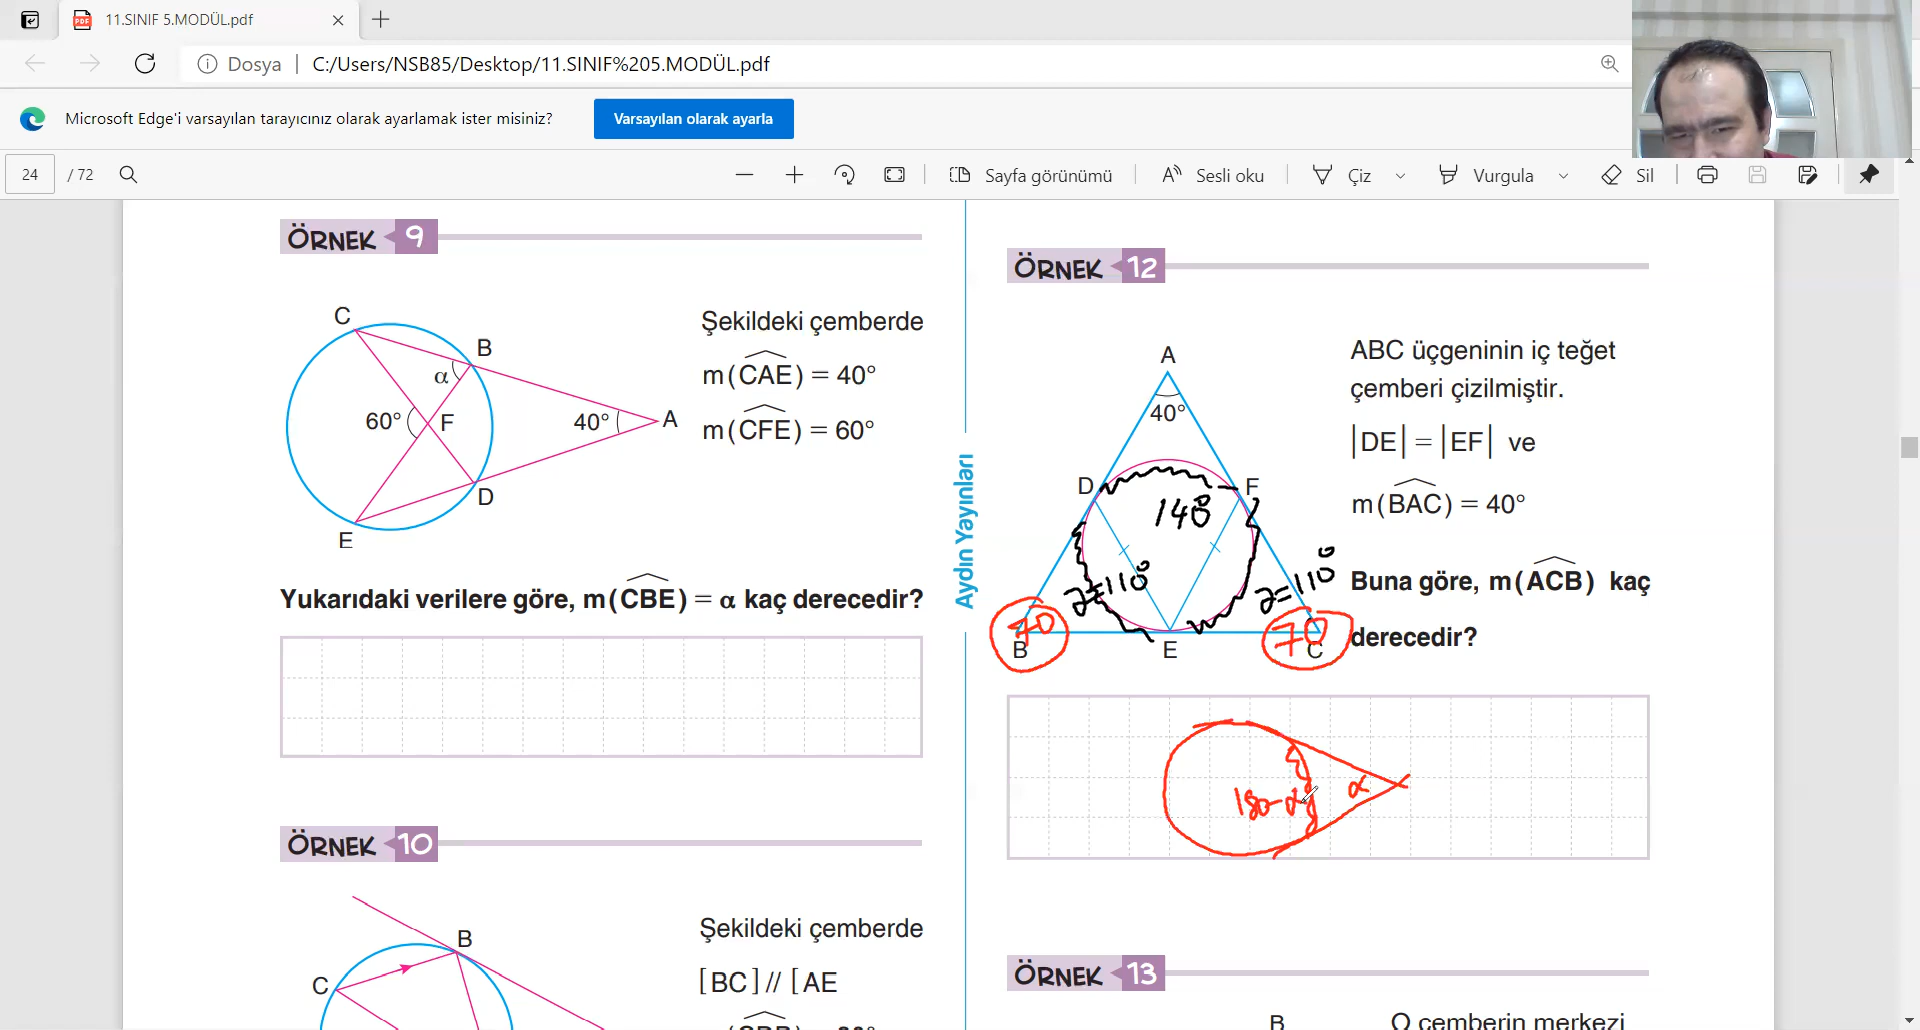 11.SINIF 5.MODÜL.pdf
Dosya | C:/Users/NSB85/Desktop/11.SINIF%205.MODÜL.pdf
Microsoft Edge'i varsayılan tarayıcınız olarak ayarlamak ister misiniz? Varsayılan olarak ayarla
24 / 72 Sayfa görünümü Sesli oku Çiz Vurgula Sil
ÖRNEK 9
C
B
α
60° F 40° A
D
E
Şekildeki çemberde
m(CAE) = 40°
m(CFE) = 60°
Yukarıdaki verilere göre, m(CBE) = α kaç derecedir?
ÖRNEK 10
B
C
Şekildeki çemberde
[BC] // [AE
Aydın Yayınları
ÖRNEK 12
A
40°
D F
140°
2=110° 2=110°
70 70
B E C
ABC üçgeninin iç teğet
çemberi çizilmiştir.
|DE| = |EF| ve
m(BAC) = 40°
Buna göre, m(ACB) kaç
derecedir?
180-α α
ÖRNEK 13
B O çemberin merkezi